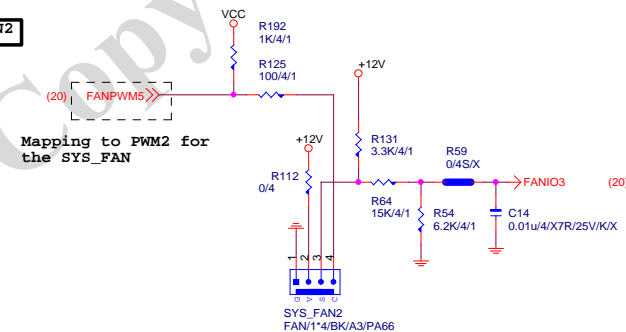 N2
VCC
R192
1K/4/1
R125
100/4/1
+12V
(20)
FANPWM5
Mapping to PWM2 for
the SYS_FAN
+12V
R131
3.3K/4/1
R59
0/4S/X
R112
0/4
FANIO3
(20)
R64
15K/4/1
R54
6.2K/4/1
C14
0.01u/4/X7R/25V/K/X
1
2
3
4
G
V
S
C
SYS_FAN2
FAN/1*4/BK/A3/PA66
Copy